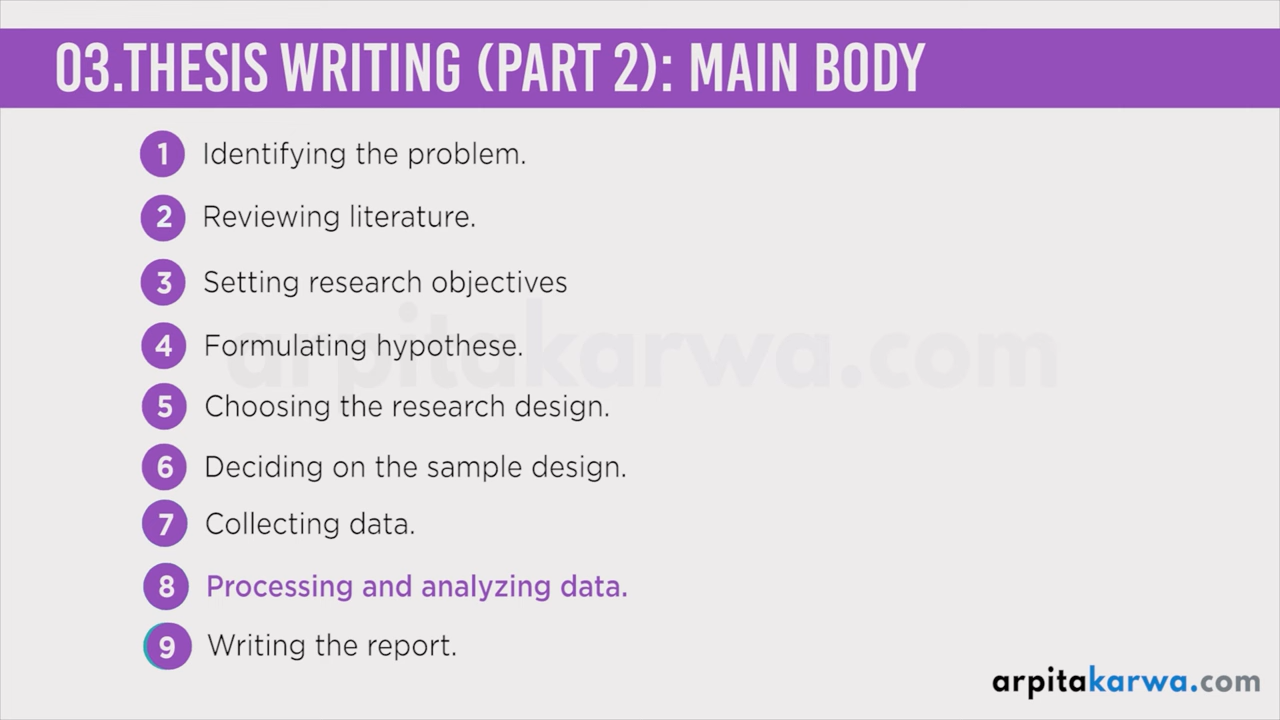 03.THESIS WRITING (PART 2): MAIN BODY
1 Identifying the problem.
2 Reviewing literature.
3 Setting research objectives
4 Formulating hypothese.
5 Choosing the research design.
6 Deciding on the sample design.
7 Collecting data.
8 Processing and analyzing data.
9 Writing the report.
arpitakarwa.com
arpitakarwa.com